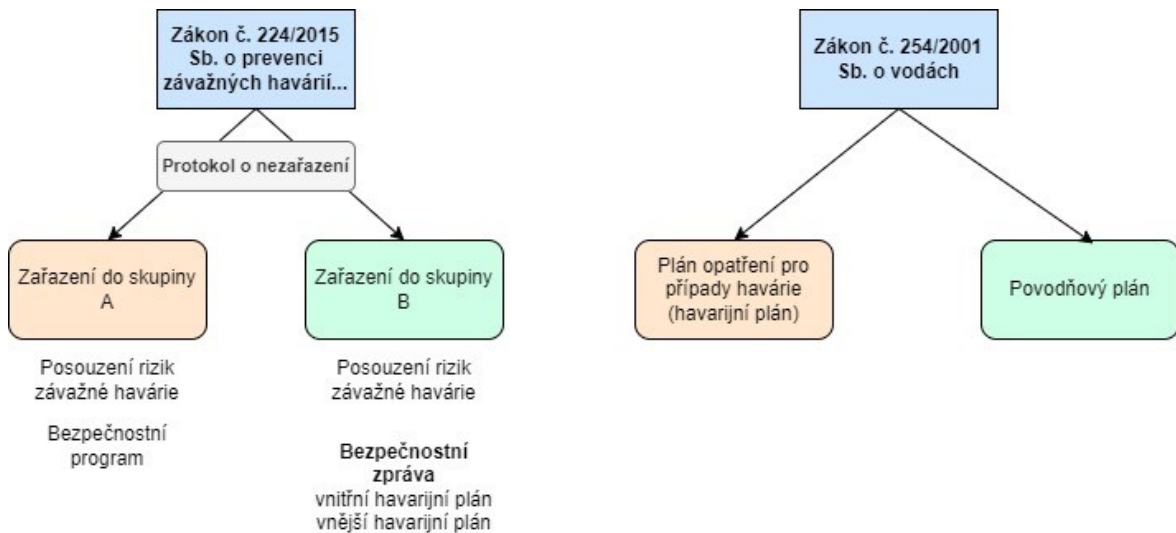 Zákon č. 224/2015
Sb. o prevenci
závažných havárií...
Protokol o nezařazení
Zařazení do skupiny
A
Posouzení rizik
závažné havárie
Bezpečnostní
program
Zařazení do skupiny
B
Posouzení rizik
závažné havárie
Bezpečnostní
zpráva
vnitřní havarijní plán
vnější havarijní plán
Zákon č. 254/2001
Sb. o vodách
Plán opatření pro
případy havárie
(havarijní plán)
Povodňový plán